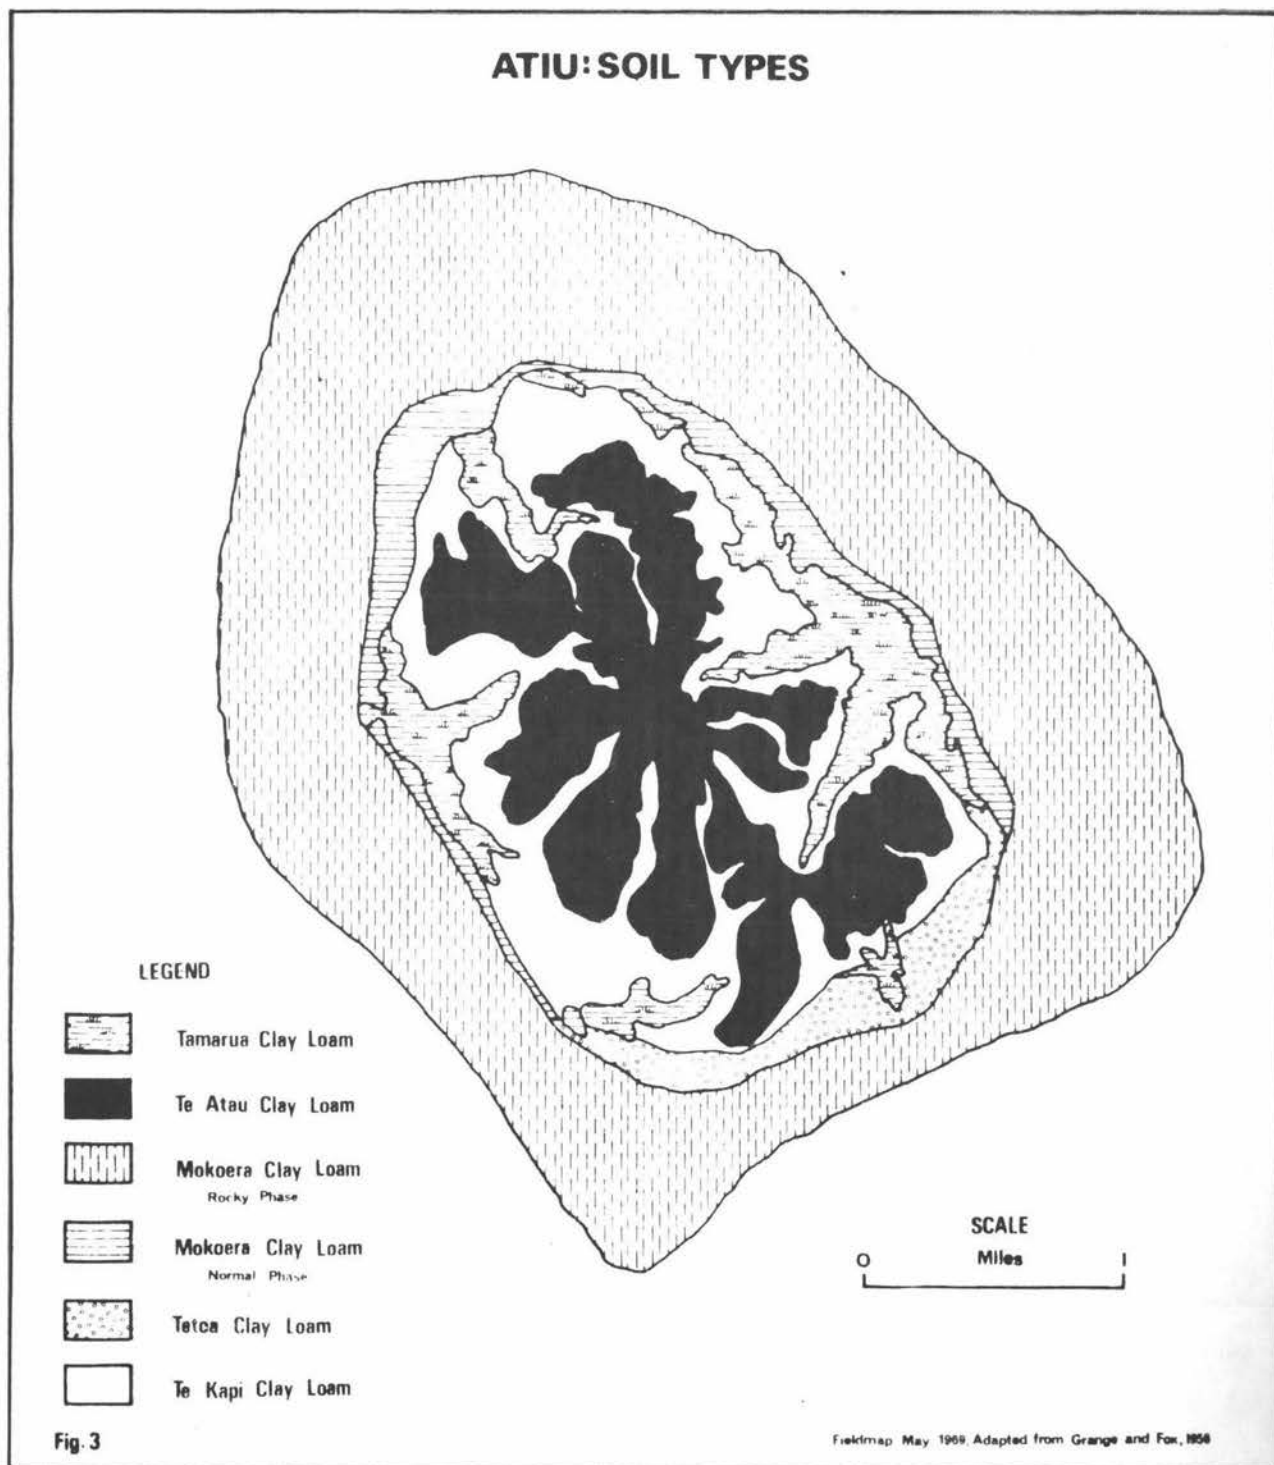 ATIU: SOIL TYPES
LEGEND
Tamarua Clay Loam
Te Atau Clay Loam
Mokoera Clay Loam
Rocky Phase
Mokoera Clay Loam
Normal Phase
Tetca Clay Loam
Te Kapi Clay Loam
SCALE
0 Miles 1
Fig. 3
Fieldmap May 1969. Adapted from Grange and Fox,